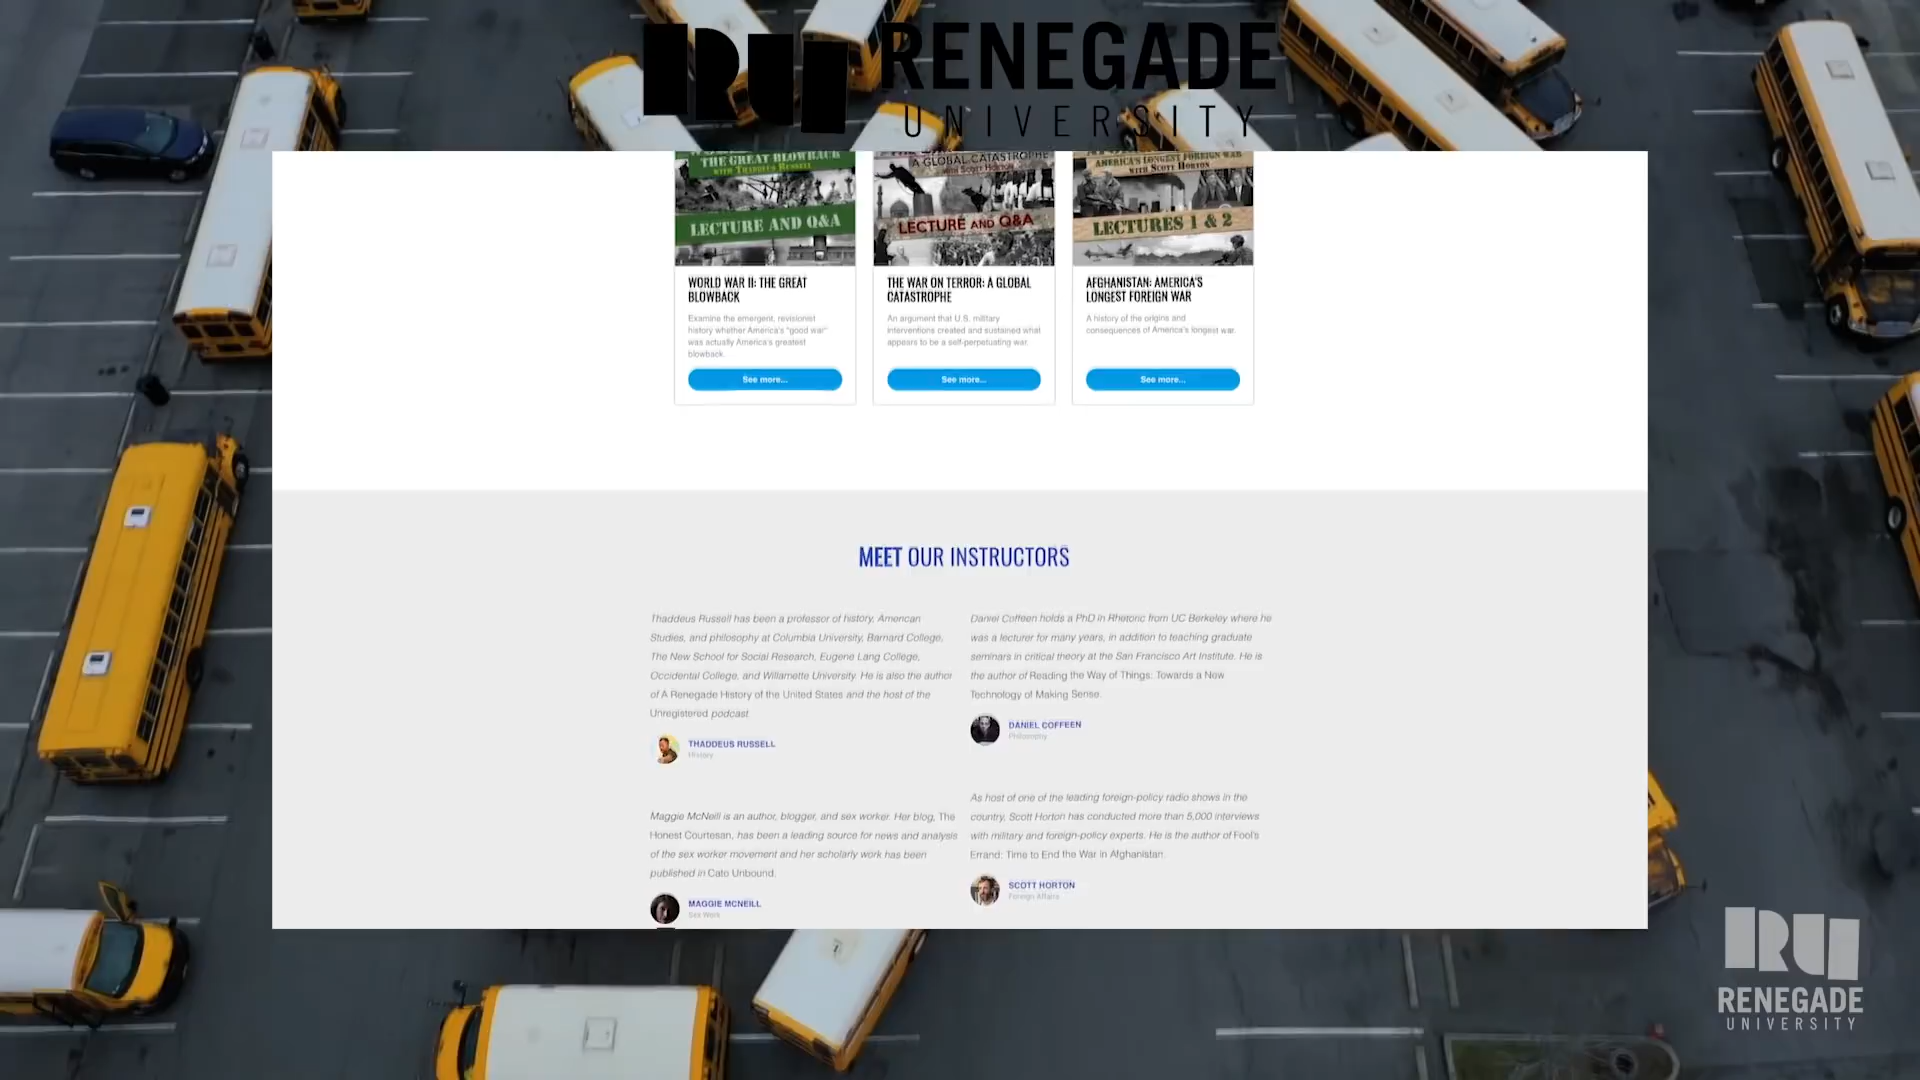 RU RENEGADE
UNIVERSITY
THE GREAT BLOWBACK
WITH THADDEUS RUSSELL
LECTURE AND Q&A
WORLD WAR II: THE GREAT
BLOWBACK
Examine the emergent, revisionist
history whether America's "good war"
was actually America's greatest
blowback.
See more...
A GLOBAL CATASTROPHE
with Scott Horton
LECTURE AND Q&A
THE WAR ON TERROR: A GLOBAL
CATASTROPHE
An argument that U.S. military
interventions created and sustained what
appears to be a self-perpetuating war.
See more...
AMERICA'S LONGEST FOREIGN WAR
WITH SCOTT HORTON
LECTURES 1 & 2
AFGHANISTAN: AMERICA'S
LONGEST FOREIGN WAR
A history of the origins and
consequences of America's longest war.
See more...
MEET OUR INSTRUCTORS
Thaddeus Russell has been a professor of history, American
Studies, and philosophy at Columbia University, Barnard College,
The New School for Social Research, Eugene Lang College,
Occidental College, and Willamette University. He is also the author
of A Renegade History of the United States and the host of the
Unregistered podcast
THADDEUS RUSSELL
History
Daniel Coffeen holds a PhD in Rhetoric from UC Berkeley where he
was a lecturer for many years, in addition to teaching graduate
seminars in critical theory at the San Francisco Art Institute. He is
the author of Reading the Way of Things: Towards a New
Technology of Making Sense.
DANIEL COFFEEN
Philosophy
Maggie McNeill is an author, blogger, and sex worker. Her blog, The
Honest Courtesan, has been a leading source for news and analysis
of the sex worker movement and her scholarly work has been
published in Cato Unbound.
MAGGIE MCNEILL
Sex Work
As host of one of the leading foreign-policy radio shows in the
country, Scott Horton has conducted more than 5,000 interviews
with military and foreign-policy experts. He is the author of Fool's
Errand: Time to End the War in Afghanistan.
SCOTT HORTON
Foreign Affairs
RU
RENEGADE
UNIVERSITY